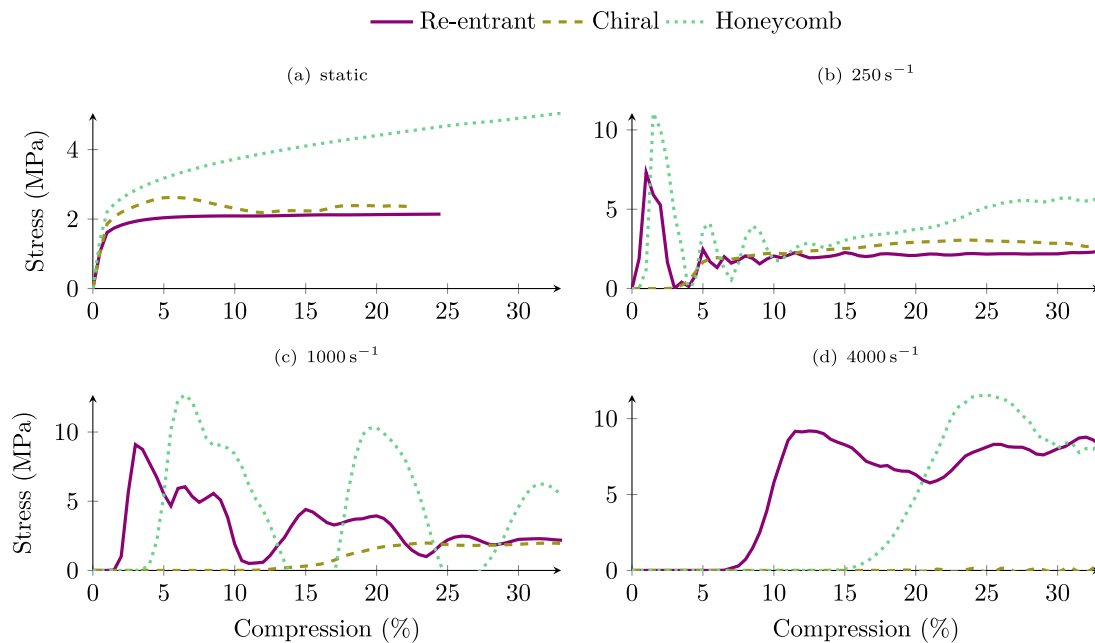 Re-entrant Chiral Honeycomb
(a) static
(b) 250 s⁻¹
Stress (MPa)
0 2 4
0 5 10 15 20 25 30
0 5 10
0 5 10 15 20 25 30
(c) 1000 s⁻¹
(d) 4000 s⁻¹
Stress (MPa)
0 5 10
0 5 10 15 20 25 30
Compression (%)
0 5 10
0 5 10 15 20 25 30
Compression (%)